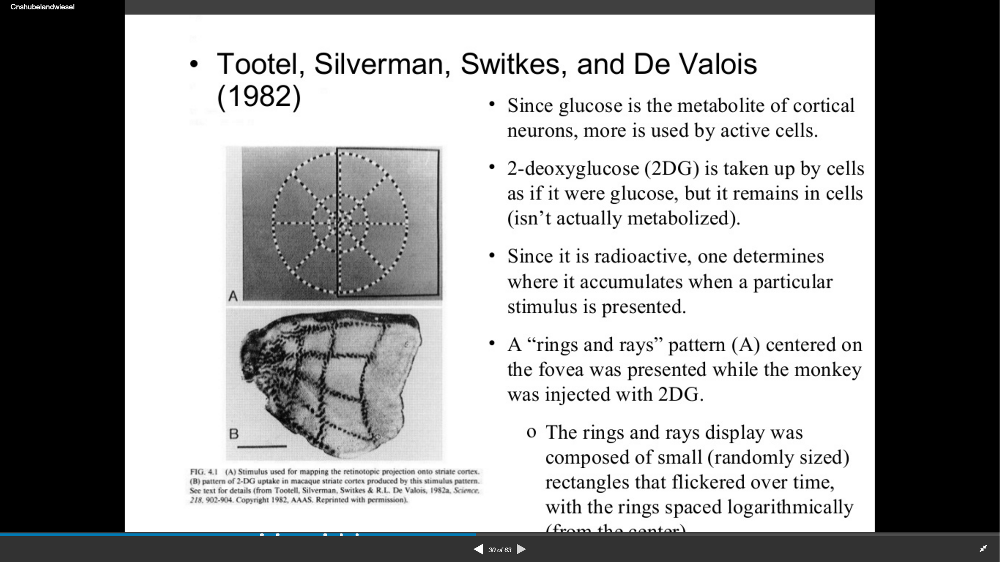 Cnshubelandwiesel
• Tootel, Silverman, Switkes, and De Valois
(1982)
• Since glucose is the metabolite of cortical
neurons, more is used by active cells.
• 2-deoxyglucose (2DG) is taken up by cells
as if it were glucose, but it remains in cells
(isn’t actually metabolized).
• Since it is radioactive, one determines
where it accumulates when a particular
stimulus is presented.
• A “rings and rays” pattern (A) centered on
the fovea was presented while the monkey
was injected with 2DG.
o The rings and rays display was
composed of small (randomly sized)
rectangles that flickered over time,
with the rings spaced logarithmically
(from the center)
A
B
FIG. 4.1 (A) Stimulus used for mapping the retinotopic projection onto striate cortex.
(B) pattern of 2-DG uptake in macaque striate cortex produced by this stimulus pattern.
See text for details (from Tootell, Silverman, Switkes & R.L. De Valois, 1982a, Science,
218, 902-904. Copyright 1982, AAAS. Reprinted with permission).
30 of 63